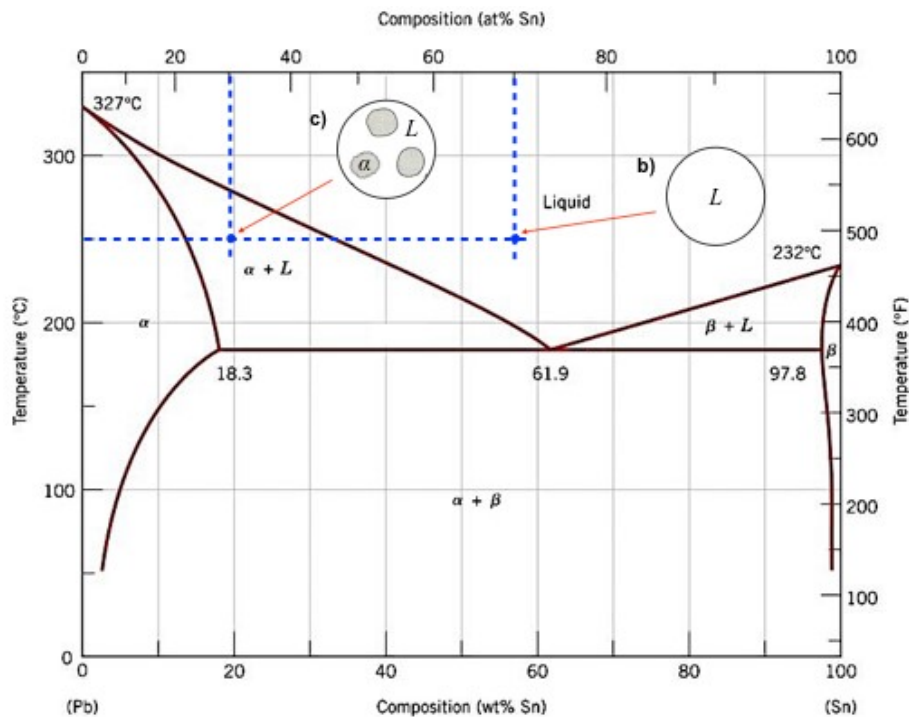 Composition (at% Sn)
0 20 40 60 80 100
327°C
c)
L
α
b)
L
Liquid
232°C
α + L
α
β + L
β
18.3
61.9
97.8
α + β
300
200
100
0
Temperature (°C)
600
500
400
300
200
100
Temperature (°F)
0 20 40 60 80 100
(Pb)
Composition (wt% Sn)
(Sn)